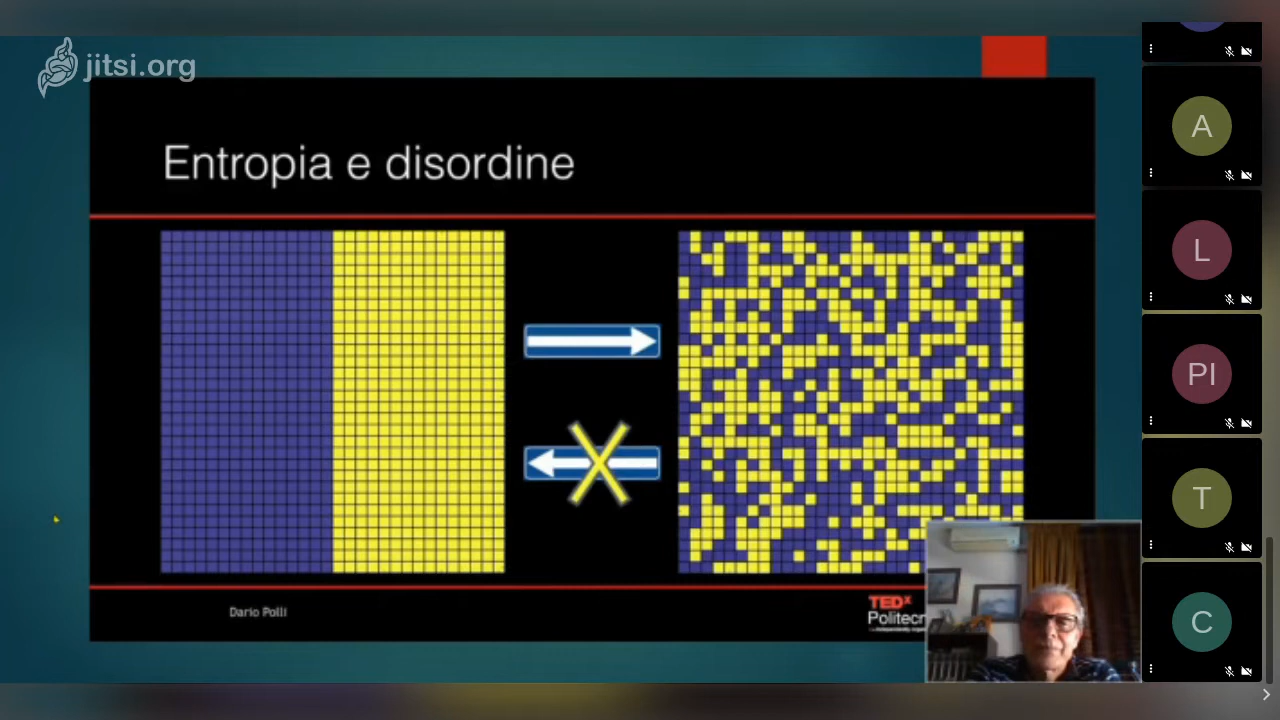 jitsi.org
Entropia e disordine
Dario Polli
TEDx
Politecn
A
L
PI
T
C